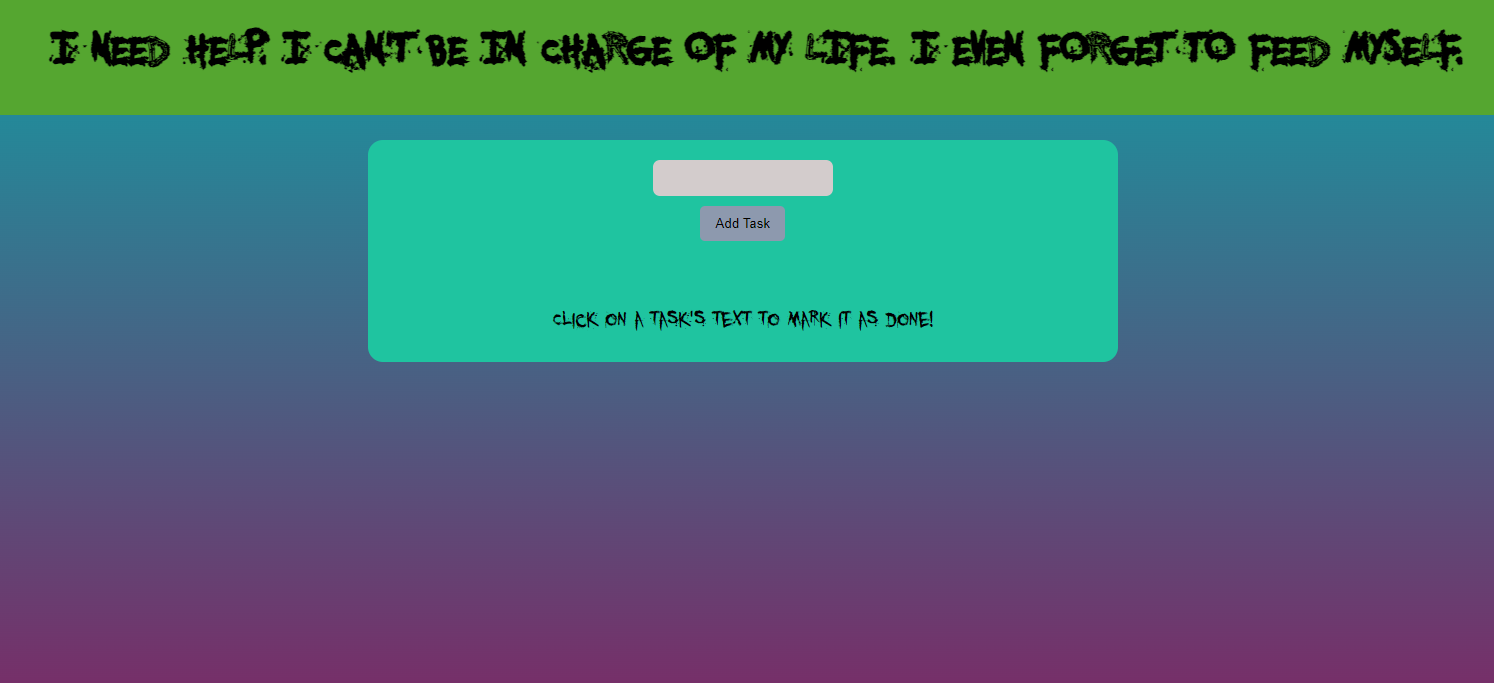 I NEED HELP. I CAN'T BE IN CHARGE OF MY LIFE. I EVEN FORGET TO FEED MYSELF.
Add Task
CLICK ON A TASK'S TEXT TO MARK IT AS DONE!